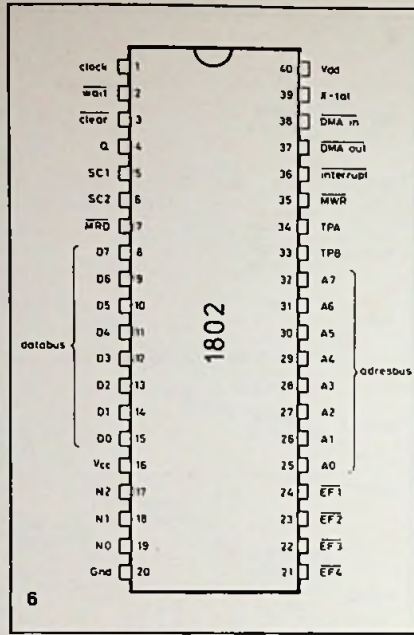 clock 1
wait 2
clear 3
Q 4
SC1 5
SC2 6
MRD 7
D7 8
D6 9
D5 10
D4 11
D3 12
D2 13
D1 14
D0 15
Vcc 16
N2 17
N1 18
N0 19
Gnd 20
databus
1802
40 Vdd
39 X-tal
38 DMA in
37 DMA out
36 interrupt
35 MWR
34 TPA
33 TPB
32 A7
31 A6
30 A5
29 A4
28 A3
27 A2
26 A1
25 A0
24 EF1
23 EF2
22 EF3
21 EF4
adresbus
6